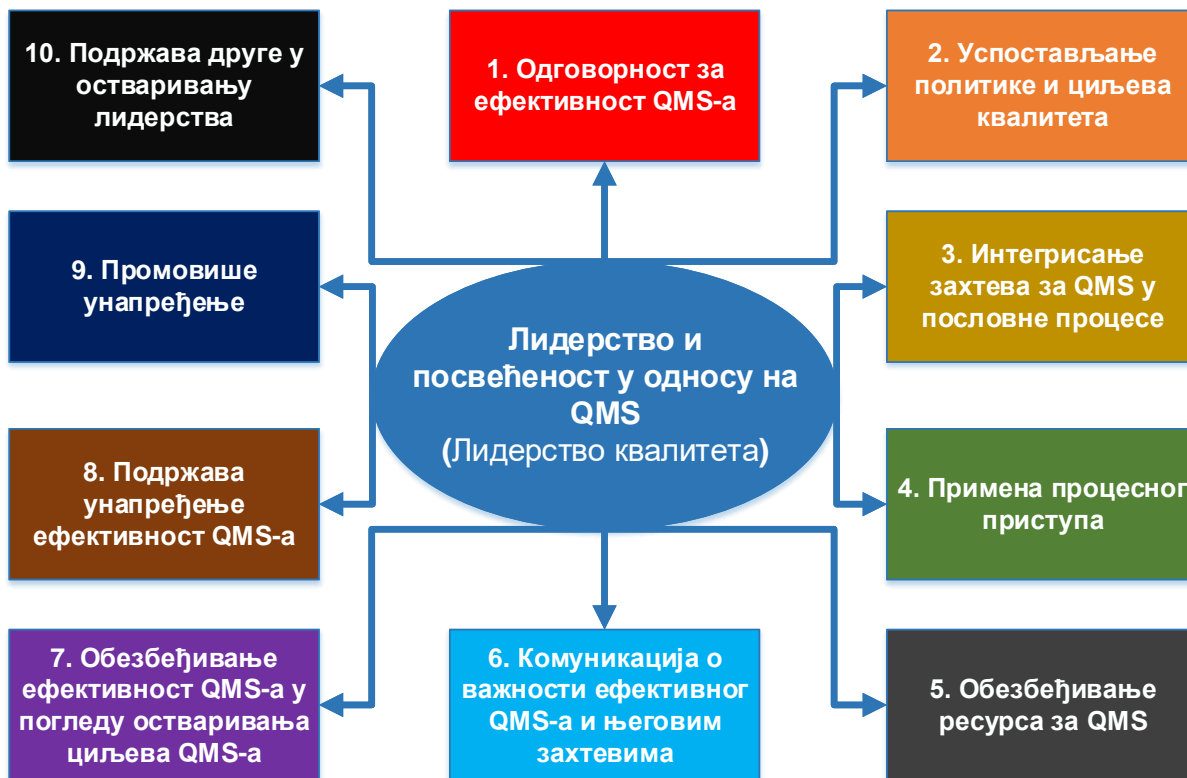 10. Подржава друге у
остваривању
лидерства
1. Одговорност за
ефективност QMS-а
2. Успостављање
политике и циљева
квалитета
9. Промовише
унапређење
3. Интегрисање
захтева за QMS у
пословне процесе
Лидерство и
посвећеност у односу на
QMS
(Лидерство квалитета)
8. Подржава
унапређење
ефективност QMS-а
4. Примена процесног
приступа
7. Обезбеђивање
ефективност QMS-а у
погледу остваривања
циљева QMS-а
6. Комуникација о
важности ефективног
QMS-а и његовим
захтевима
5. Обезбеђивање
ресурса за QMS